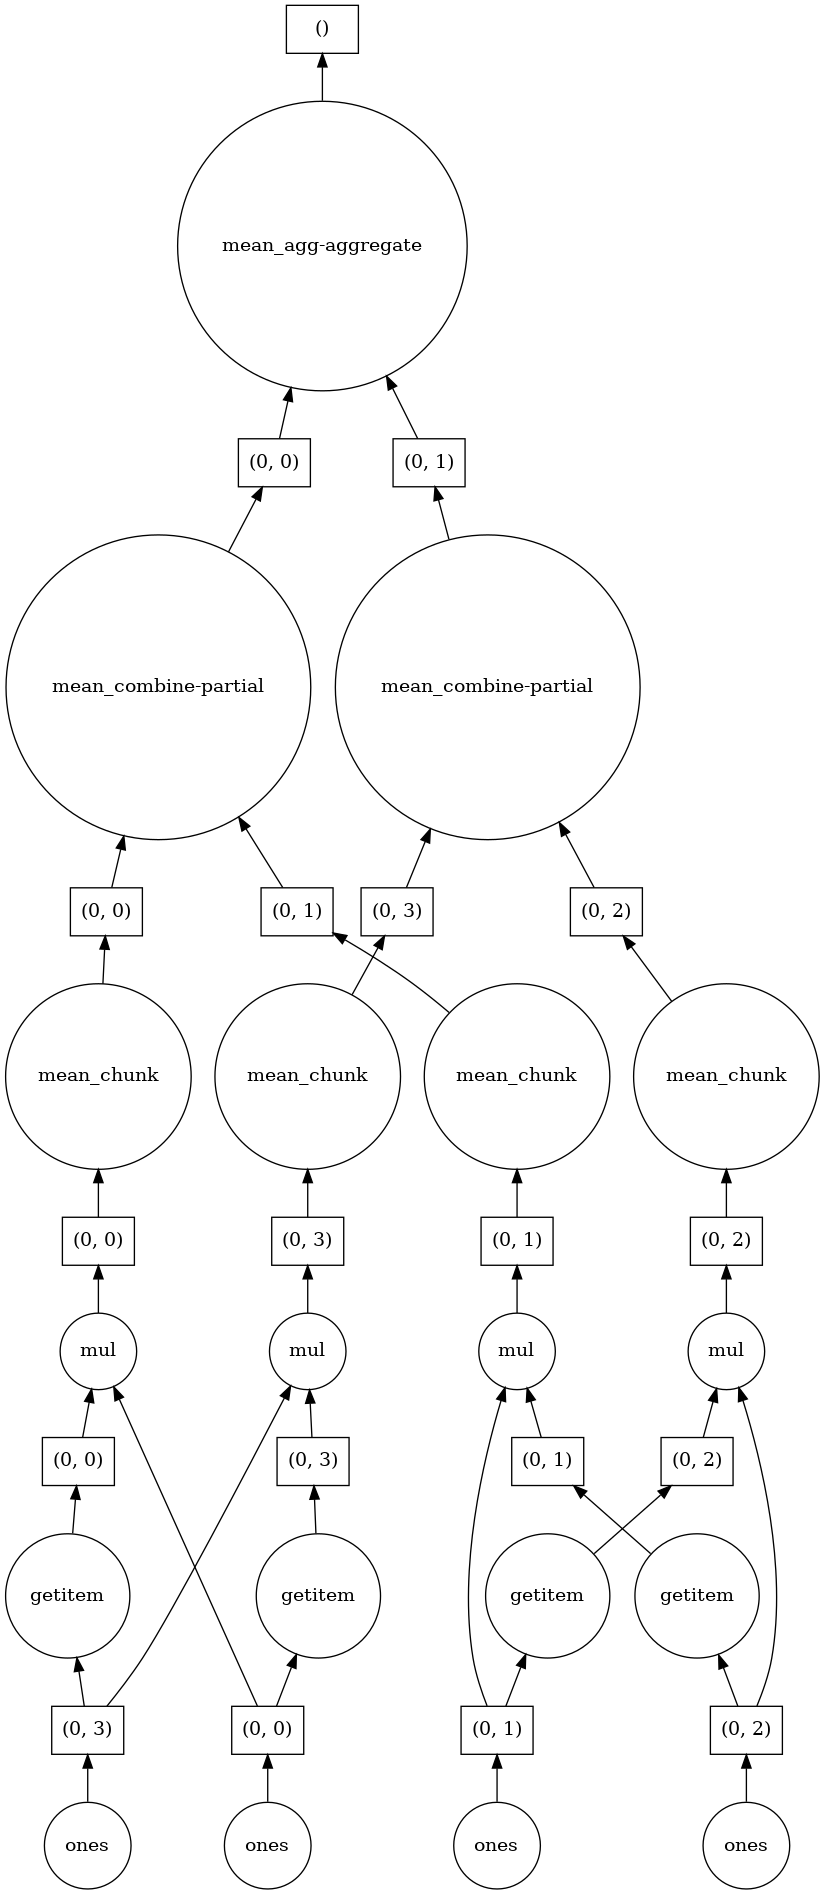 ()
mean_agg-aggregate
(0, 0) (0, 1)
mean_combine-partial mean_combine-partial
(0, 0) (0, 1) (0, 3) (0, 2)
mean_chunk mean_chunk mean_chunk mean_chunk
(0, 0) (0, 3) (0, 1) (0, 2)
mul mul mul mul
(0, 0) (0, 3) (0, 1) (0, 2)
getitem getitem getitem getitem
(0, 3) (0, 0) (0, 1) (0, 2)
ones ones ones ones